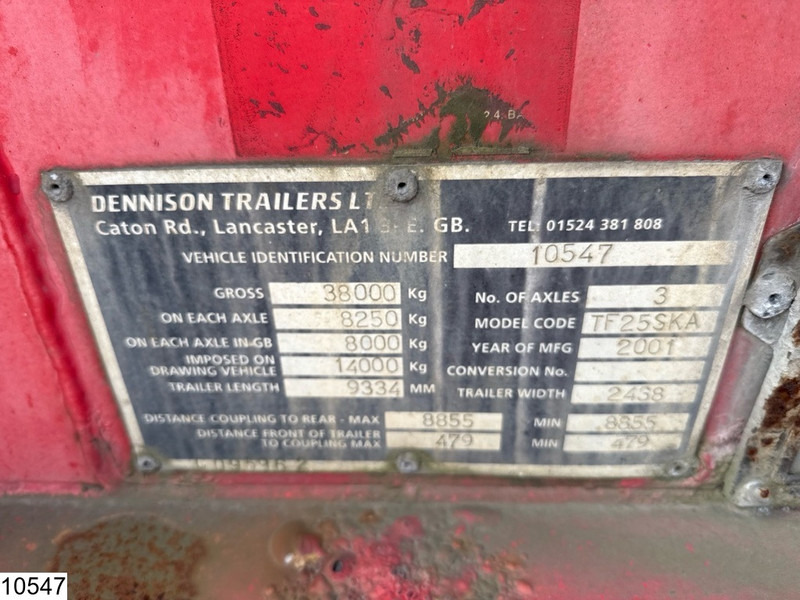 24 B
DENNISON TRAILERS LT
Caton Rd., Lancaster, LA1 E. GB. TEL: 01524 381 808
VEHICLE IDENTIFICATION NUMBER 10547
GROSS 38000 Kg No. OF AXLES 3
ON EACH AXLE 8250 Kg MODEL CODE TF25SKA
ON EACH AXLE IN-GB 8000 Kg YEAR OF MFG 2001
IMPOSED ON DRAWING VEHICLE 14000 Kg CONVERSION No.
TRAILER LENGTH 9334 MM TRAILER WIDTH 2438
DISTANCE COUPLING TO REAR - MAX 8855 MIN 8855
DISTANCE FRONT OF TRAILER TO COUPLING MAX 479 MIN 479
10547